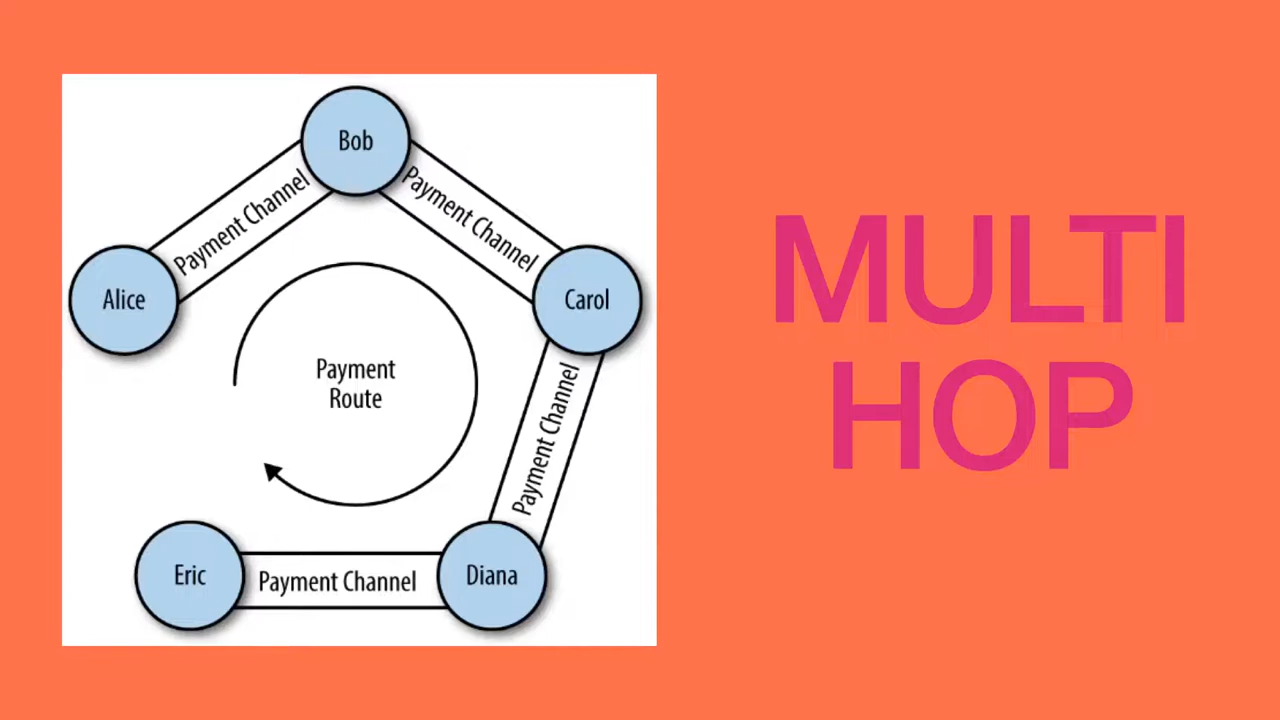 Bob
Payment Channel
Payment Channel
Alice
Carol
Payment
Route
Payment Channel
Eric
Payment Channel
Diana
MULTI
HOP